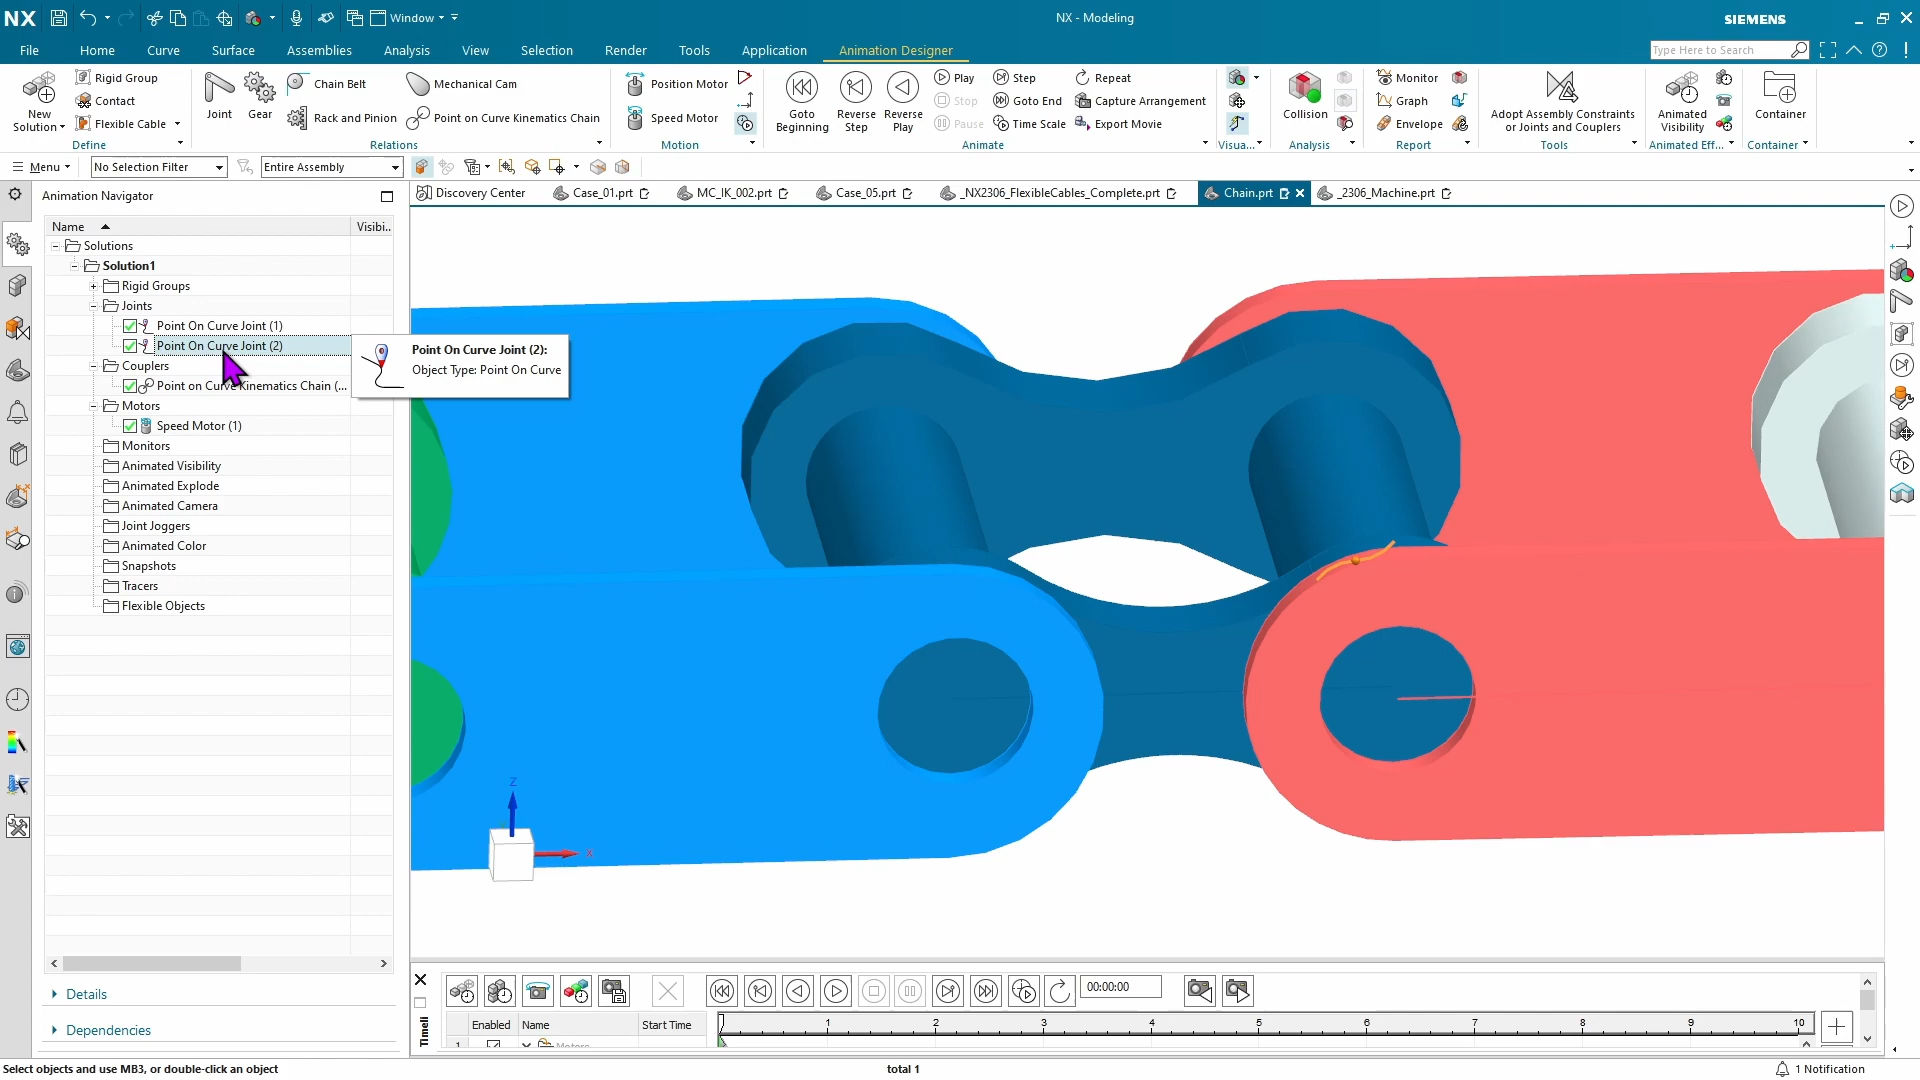 NX
Window
NX - Modeling
SIEMENS
File
Home
Curve
Surface
Assemblies
Analysis
View
Selection
Render
Tools
Application
Animation Designer
Type Here to Search
New
Solution
Rigid Group
Contact
Flexible Cable
Define
Joint
Gear
Chain Belt
Rack and Pinion
Mechanical Cam
Point on Curve Kinematics Chain
Relations
Position Motor
Speed Motor
Motion
Goto
Beginning
Reverse
Step
Reverse
Play
Play
Stop
Pause
Step
Goto End
Time Scale
Repeat
Capture Arrangement
Export Movie
Animate
Visua...
Collision
Analysis
Monitor
Graph
Envelope
Report
Adopt Assembly Constraints
or Joints and Couplers
Tools
Animated
Visibility
Animated Eff...
Container
Container
Menu
No Selection Filter
Entire Assembly
Animation Navigator
Discovery Center
Case_01.prt
MC_IK_002.prt
Case_05.prt
_NX2306_FlexibleCables_Complete.prt
Chain.prt
_2306_Machine.prt
Name
Visibi..
Solutions
Solution1
Rigid Groups
Joints
Point On Curve Joint (1)
Point On Curve Joint (2)
Couplers
Point on Curve Kinematics Chain (...
Motors
Speed Motor (1)
Monitors
Animated Visibility
Animated Explode
Animated Camera
Joint Joggers
Animated Color
Snapshots
Tracers
Flexible Objects
Point On Curve Joint (2):
Object Type: Point On Curve
Z
X
Details
Dependencies
Timeli
00:00:00
Enabled
Name
Start Time
1 2 3 4 5 6 7 8 9 10
1
Motors
Select objects and use MB3, or double-click an object
total 1
1 Notification